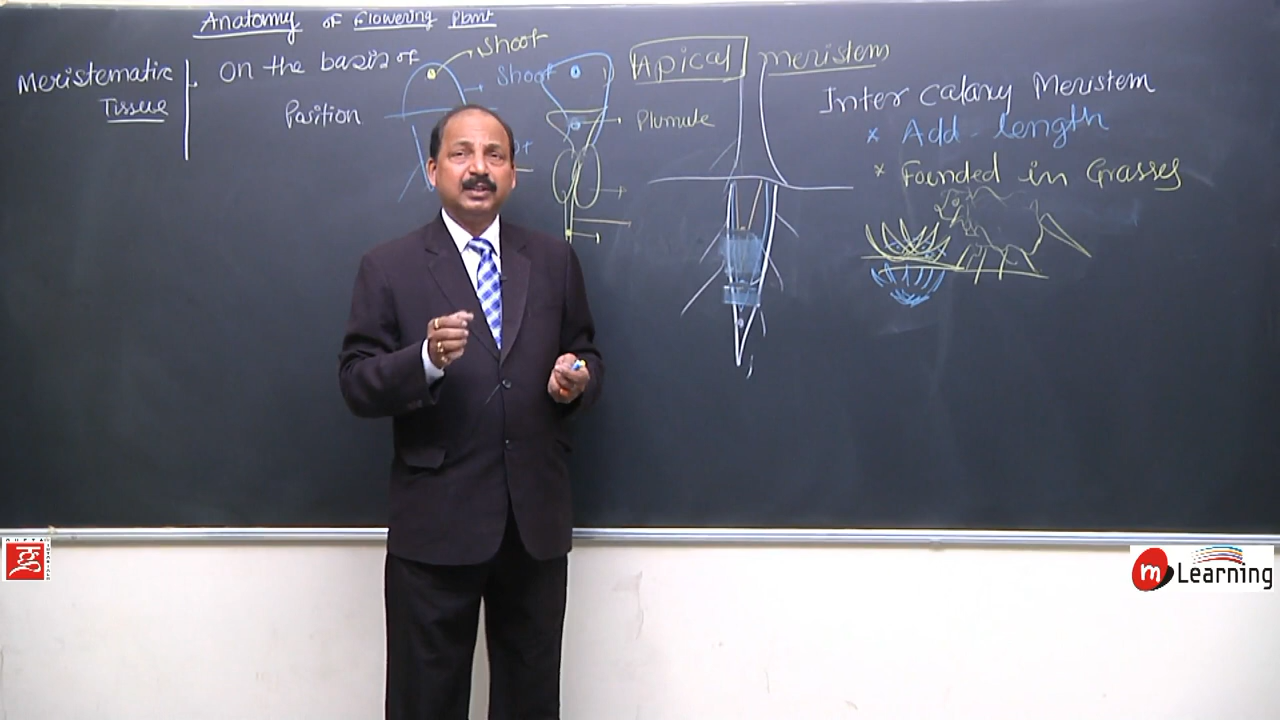 Anatomy of Flowering Plant
Meristematic
Tissue
On the basis of
Position
Shoot
Shoot
Plumule
Apical meristem
Inter Calary Meristem
* Add-length
* Founded in Grasses
m Learning